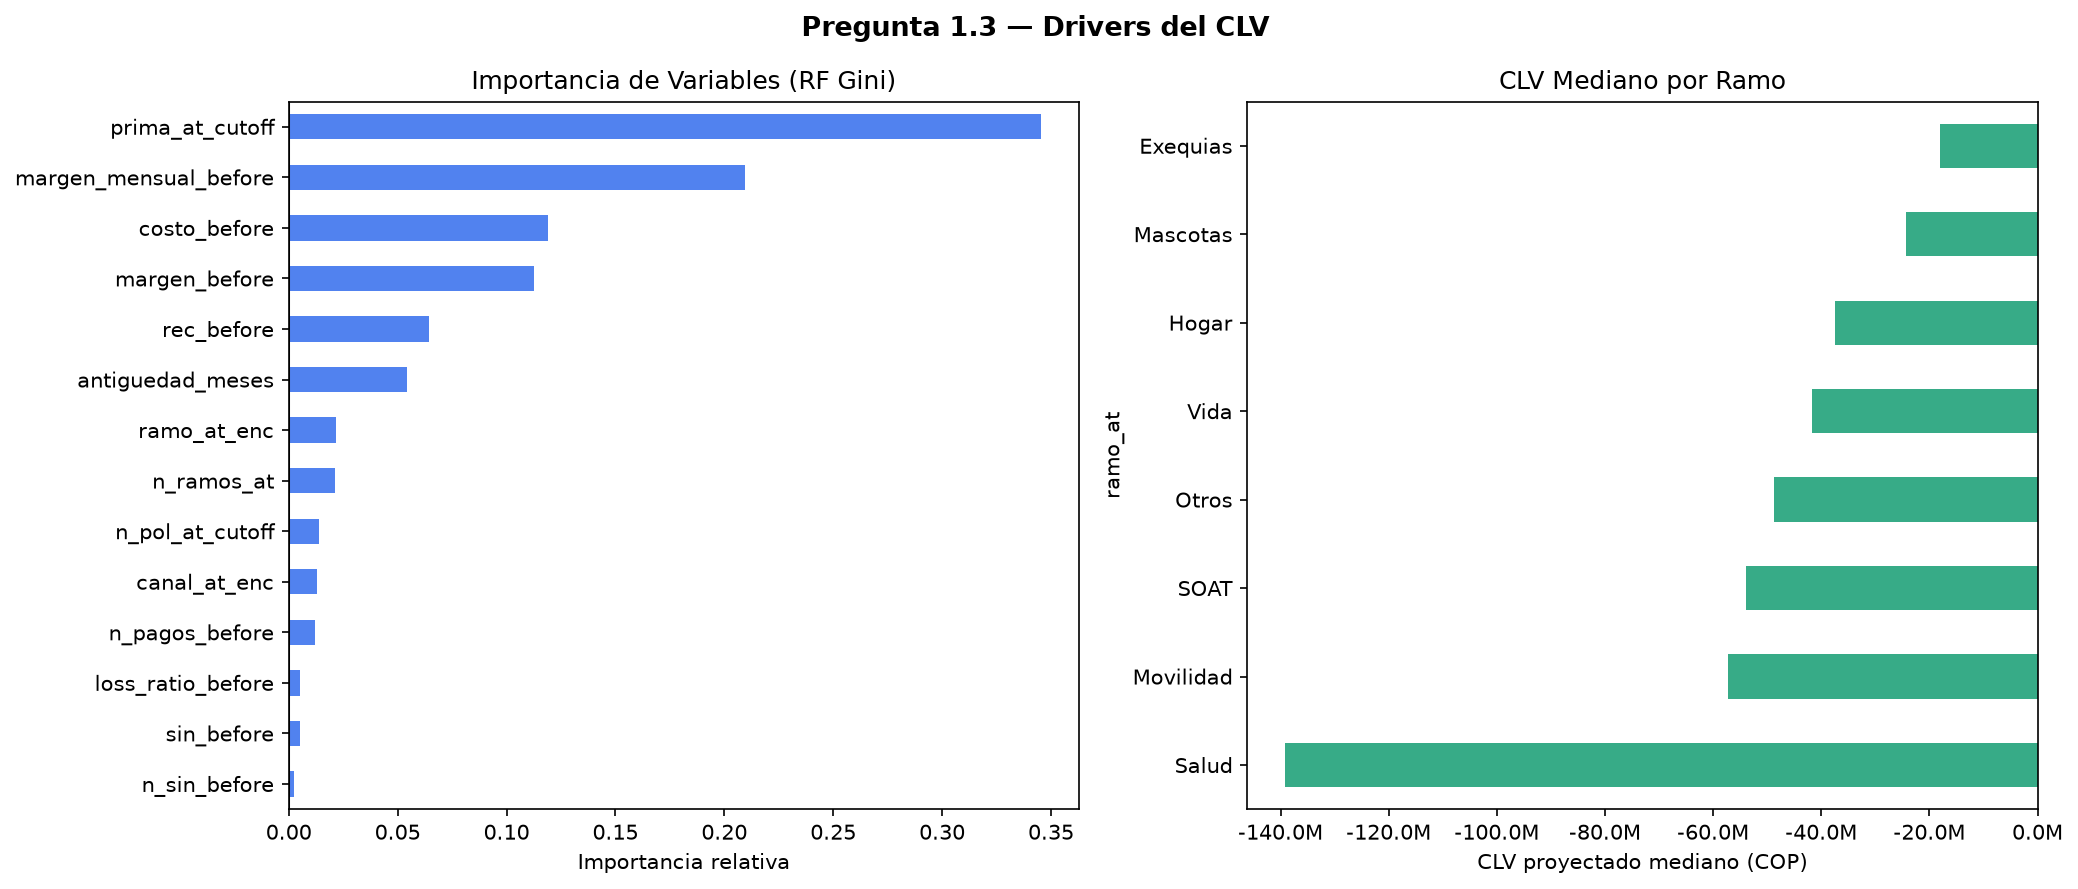 Pregunta 1.3 — Drivers del CLV
Importancia de Variables (RF Gini)
prima_at_cutoff
margen_mensual_before
costo_before
margen_before
rec_before
antiguedad_meses
ramo_at_enc
n_ramos_at
n_pol_at_cutoff
canal_at_enc
n_pagos_before
loss_ratio_before
sin_before
n_sin_before
0.00 0.05 0.10 0.15 0.20 0.25 0.30 0.35
Importancia relativa
CLV Mediano por Ramo
ramo_at
Exequias
Mascotas
Hogar
Vida
Otros
SOAT
Movilidad
Salud
-140.0M -120.0M -100.0M -80.0M -60.0M -40.0M -20.0M 0.0M
CLV proyectado mediano (COP)